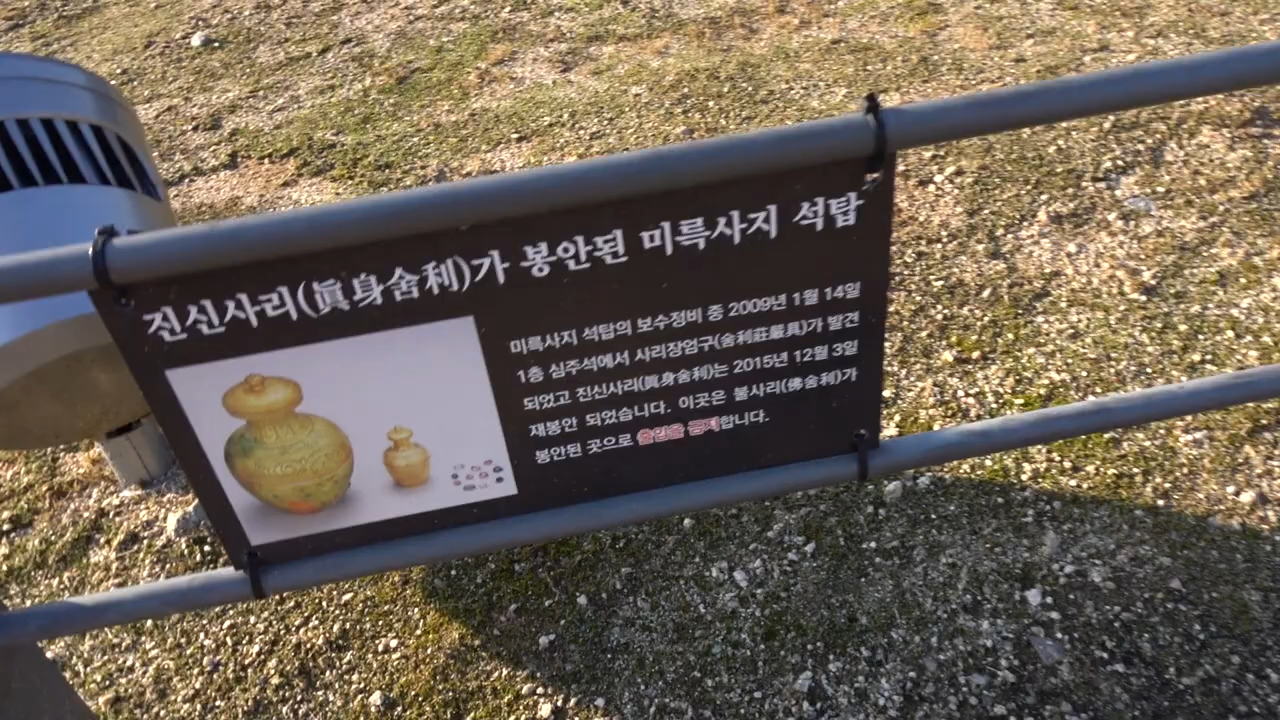 진신사리(眞身舍利)가 봉안된 미륵사지 석탑
미륵사지 석탑의 보수정비 중 2009년 1월 14일
1층 심주석에서 사리장엄구(舍利莊嚴具)가 발견
되었고 진신사리(眞身舍利)는 2015년 12월 3일
재봉안 되었습니다. 이곳은 불사리(佛舍利)가
봉안된 곳으로 출입을 금지합니다.